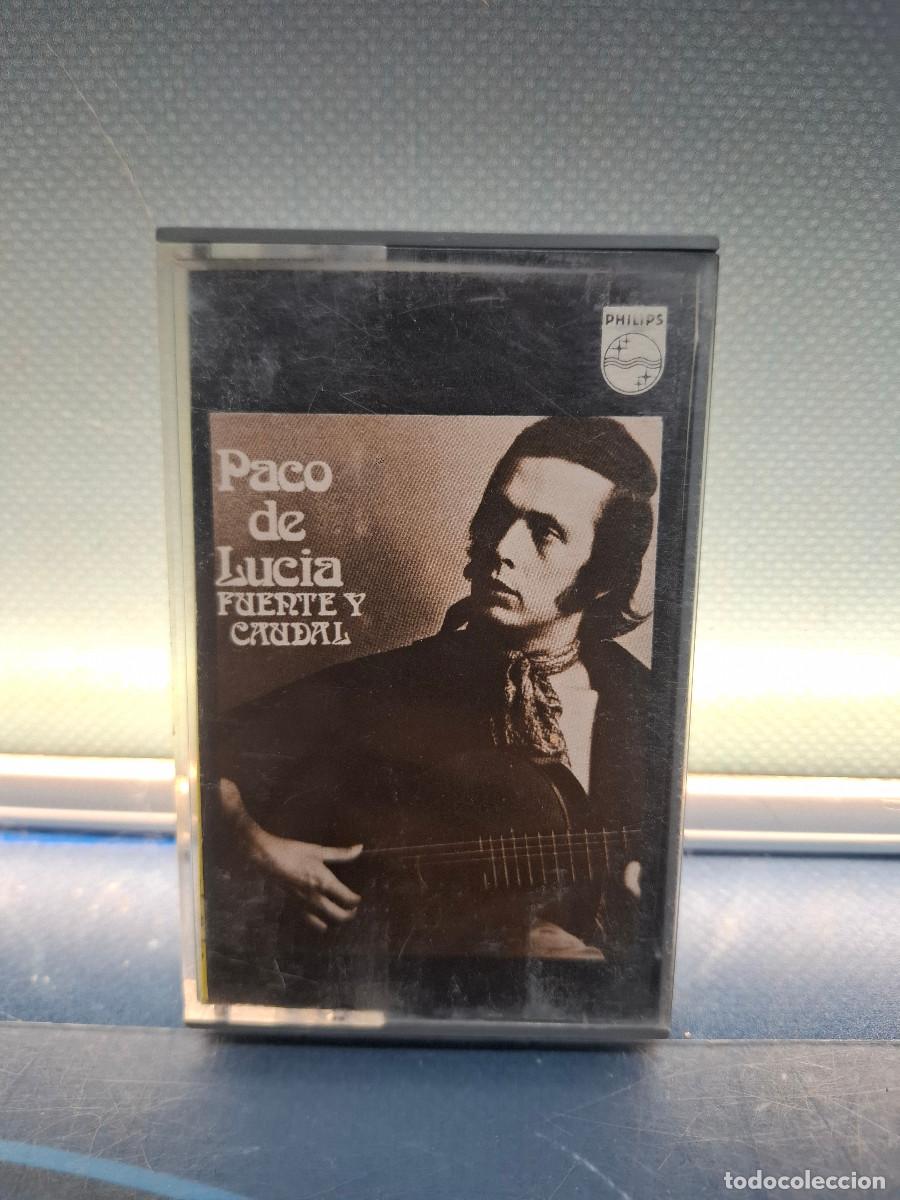 PHILIPS
Paco
de
Lucia
FUENTE Y
CAUDAL
todocoleccion